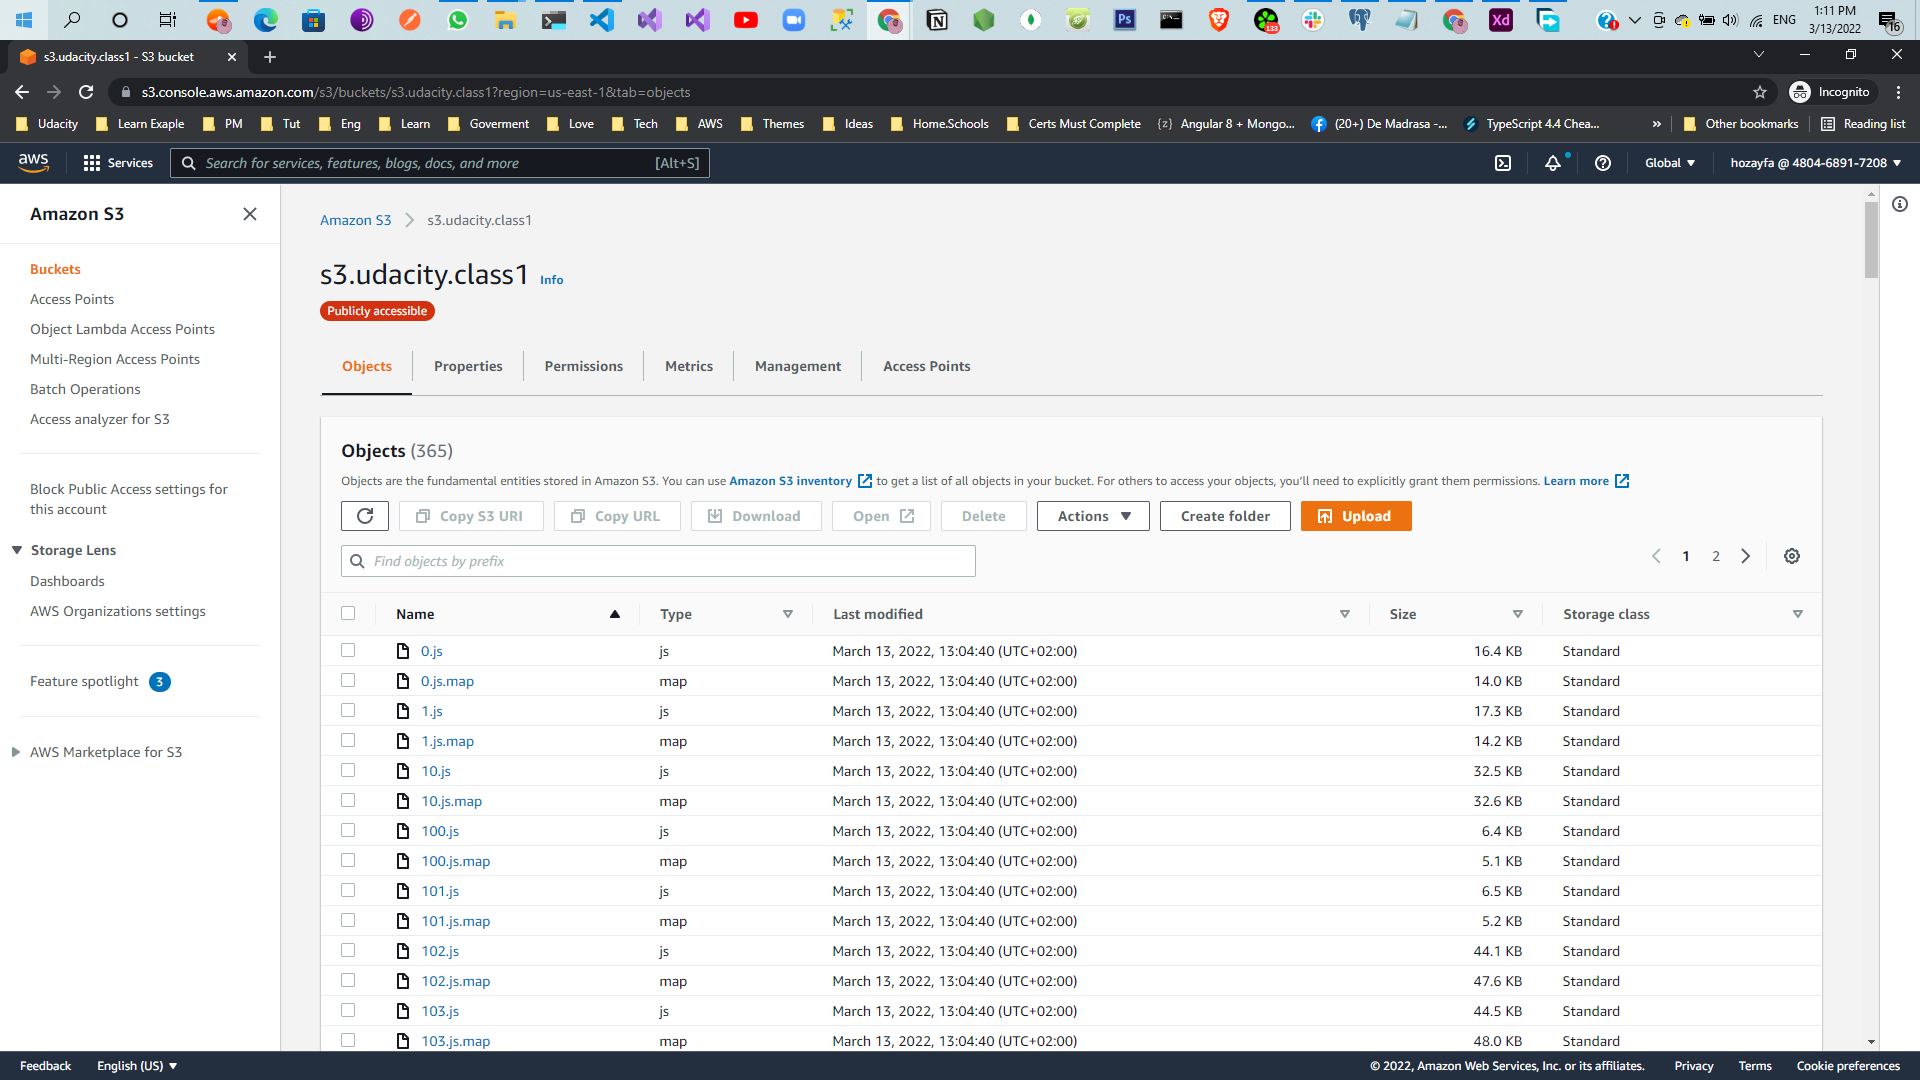 1:11 PM
ENG
3/13/2022
16
133
s3.udacity.class1 - S3 bucket
s3.console.aws.amazon.com/s3/buckets/s3.udacity.class1?region=us-east-1&tab=objects
Incognito
Udacity
Learn Exaple
PM
Tut
Eng
Learn
Goverment
Love
Tech
AWS
Themes
Ideas
Home.Schools
Certs Must Complete
Angular 8 + Mongo...
(20+) De Madrasa -...
TypeScript 4.4 Chea...
»
Other bookmarks
Reading list
aws
Services
Search for services, features, blogs, docs, and more
[Alt+S]
Global
hozayfa @ 4804-6891-7208
Amazon S3
Buckets
Access Points
Object Lambda Access Points
Multi-Region Access Points
Batch Operations
Access analyzer for S3
Block Public Access settings for
this account
Storage Lens
Dashboards
AWS Organizations settings
Feature spotlight 3
AWS Marketplace for S3
Amazon S3 > s3.udacity.class1
s3.udacity.class1 Info
Publicly accessible
Objects
Properties
Permissions
Metrics
Management
Access Points
Objects (365)
Objects are the fundamental entities stored in Amazon S3. You can use Amazon S3 inventory to get a list of all objects in your bucket. For others to access your objects, you'll need to explicitly grant them permissions. Learn more
Copy S3 URI
Copy URL
Download
Open
Delete
Actions
Create folder
Upload
Find objects by prefix
1 2
Name Type Last modified Size Storage class
0.js js March 13, 2022, 13:04:40 (UTC+02:00) 16.4 KB Standard
0.js.map map March 13, 2022, 13:04:40 (UTC+02:00) 14.0 KB Standard
1.js js March 13, 2022, 13:04:40 (UTC+02:00) 17.3 KB Standard
1.js.map map March 13, 2022, 13:04:40 (UTC+02:00) 14.2 KB Standard
10.js js March 13, 2022, 13:04:40 (UTC+02:00) 32.5 KB Standard
10.js.map map March 13, 2022, 13:04:40 (UTC+02:00) 32.6 KB Standard
100.js js March 13, 2022, 13:04:40 (UTC+02:00) 6.4 KB Standard
100.js.map map March 13, 2022, 13:04:40 (UTC+02:00) 5.1 KB Standard
101.js js March 13, 2022, 13:04:40 (UTC+02:00) 6.5 KB Standard
101.js.map map March 13, 2022, 13:04:40 (UTC+02:00) 5.2 KB Standard
102.js js March 13, 2022, 13:04:40 (UTC+02:00) 44.1 KB Standard
102.js.map map March 13, 2022, 13:04:40 (UTC+02:00) 47.6 KB Standard
103.js js March 13, 2022, 13:04:40 (UTC+02:00) 44.5 KB Standard
103.js.map map March 13, 2022, 13:04:40 (UTC+02:00) 48.0 KB Standard
Feedback
English (US)
© 2022, Amazon Web Services, Inc. or its affiliates.
Privacy
Terms
Cookie preferences